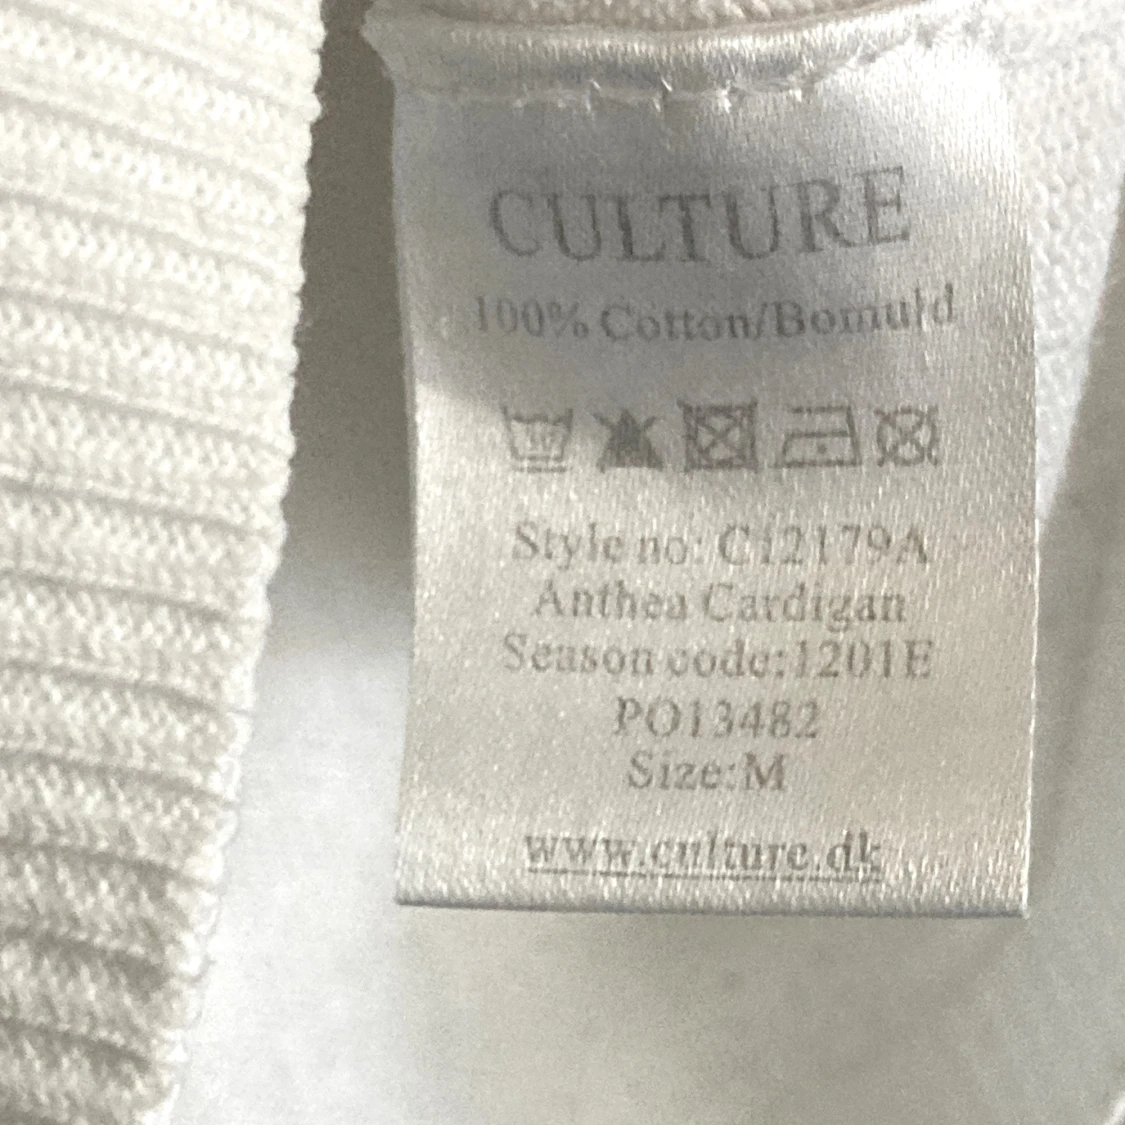 CULTURE
100% Cotton/Bomuld
Style no: C12179A
Anthea Cardigan
Season code:1201E
PO13482
Size:M
www.culture.dk